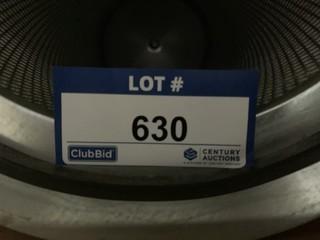 LOT #
630
ClubBid
CENTURY
AUCTIONS